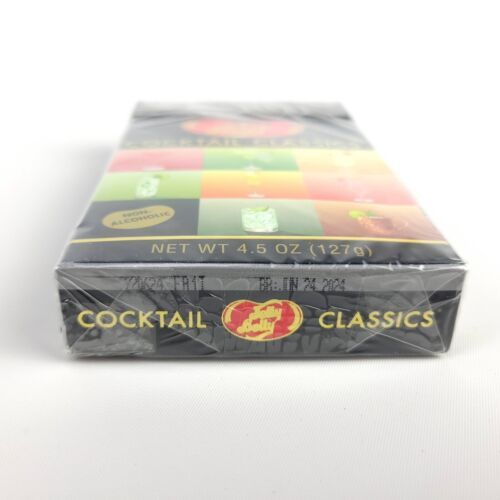 COCKTAIL CLASSICS
NON-
ALCOHOLIC
NET WT 4.5 OZ (127g)
JUN 24 2024
COCKTAIL
Jelly
Belly
CLASSICS